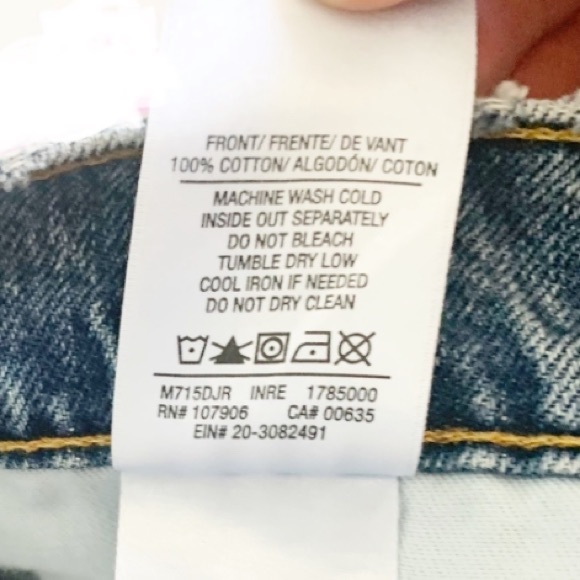 FRONT/ FRENTE/ DE VANT
100% COTTON/ ALGODÓN/ COTON
MACHINE WASH COLD
INSIDE OUT SEPARATELY
DO NOT BLEACH
TUMBLE DRY LOW
COOL IRON IF NEEDED
DO NOT DRY CLEAN
M715DJR INRE 1785000
RN# 107906 CA# 00635
EIN# 20-3082491